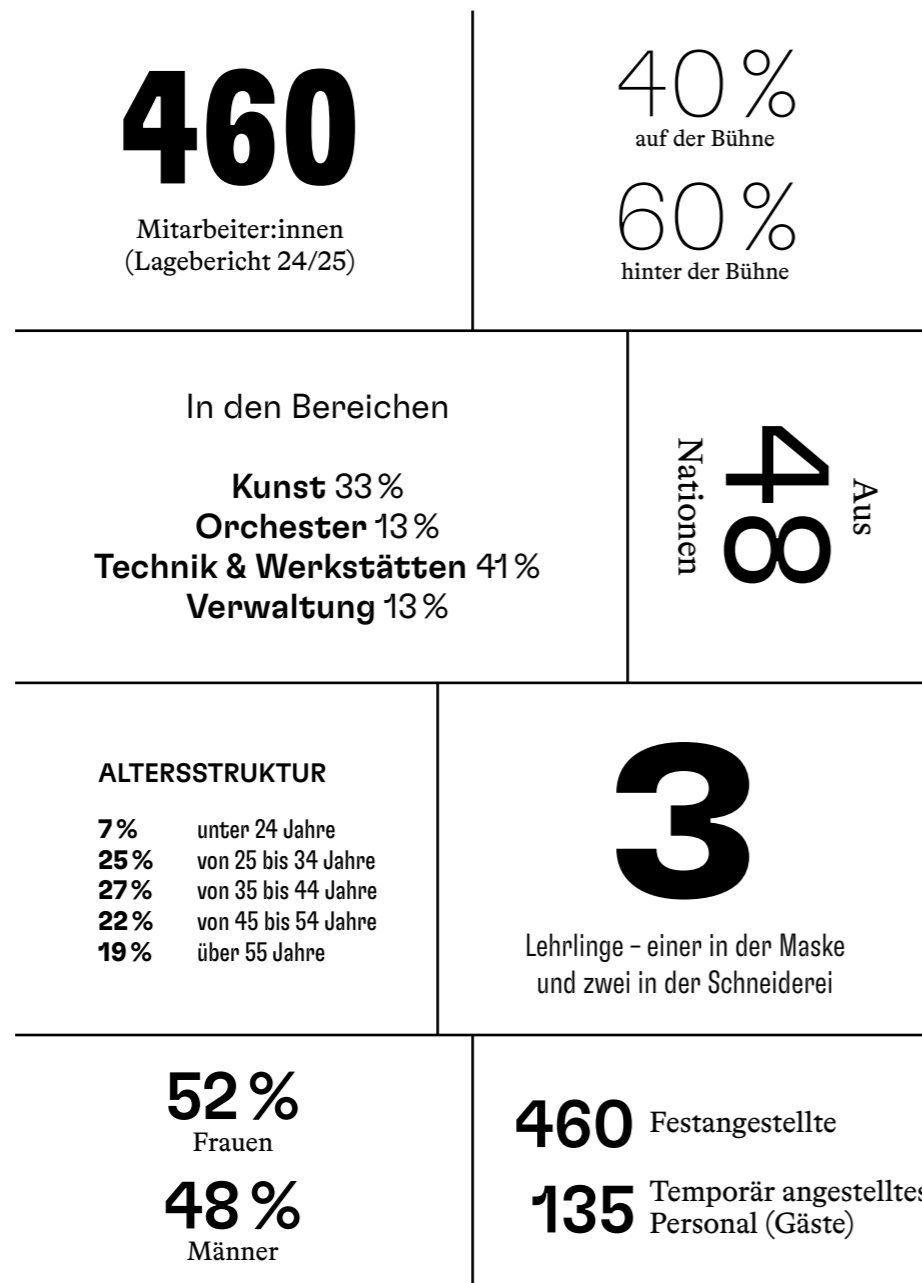 460
Mitarbeiter:innen
(Lagebericht 24/25)
40 %
auf der Bühne
60 %
hinter der Bühne
In den Bereichen
Kunst 33 %
Orchester 13 %
Technik & Werkstätten 41 %
Verwaltung 13 %
Aus
48
Nationen
ALTERSSTRUKTUR
7 % unter 24 Jahre
25 % von 25 bis 34 Jahre
27 % von 35 bis 44 Jahre
22 % von 45 bis 54 Jahre
19 % über 55 Jahre
3
Lehrlinge – einer in der Maske
und zwei in der Schneiderei
52 %
Frauen
48 %
Männer
460 Festangestellte
135 Temporär angestelltes
Personal (Gäste)